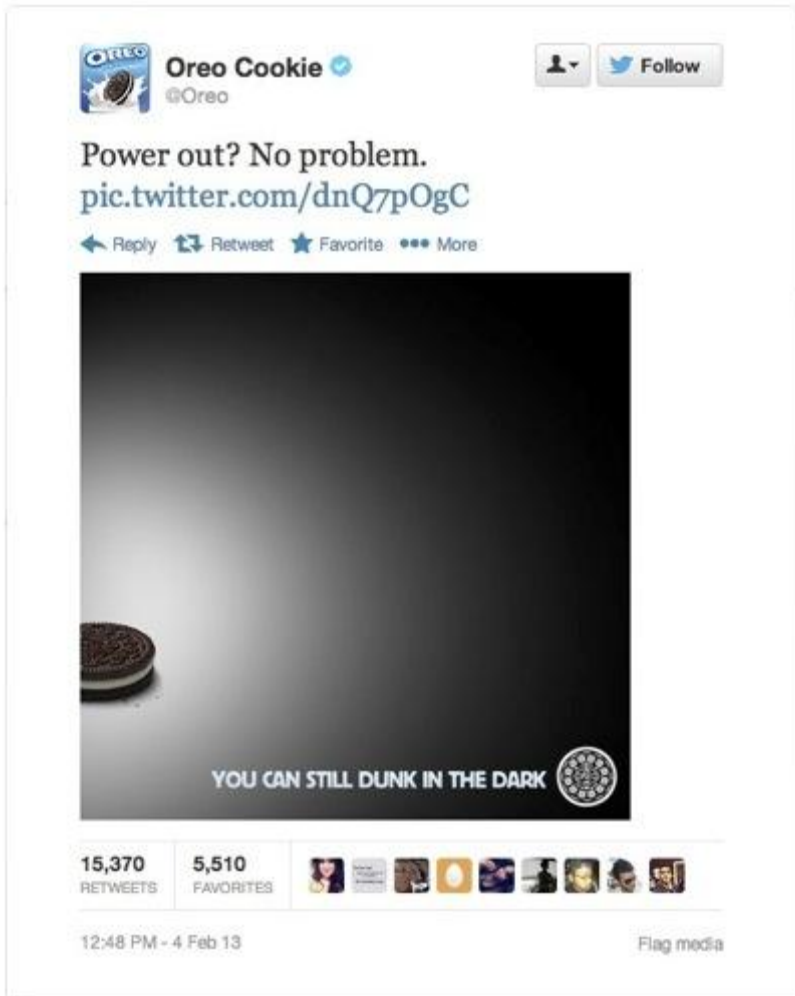 OREO
Oreo Cookie
@Oreo
Follow
Power out? No problem.
pic.twitter.com/dnQ7pOgC
Reply Retweet Favorite More
YOU CAN STILL DUNK IN THE DARK
15,370 5,510
RETWEETS FAVORITES
12:48 PM - 4 Feb 13 Flag media